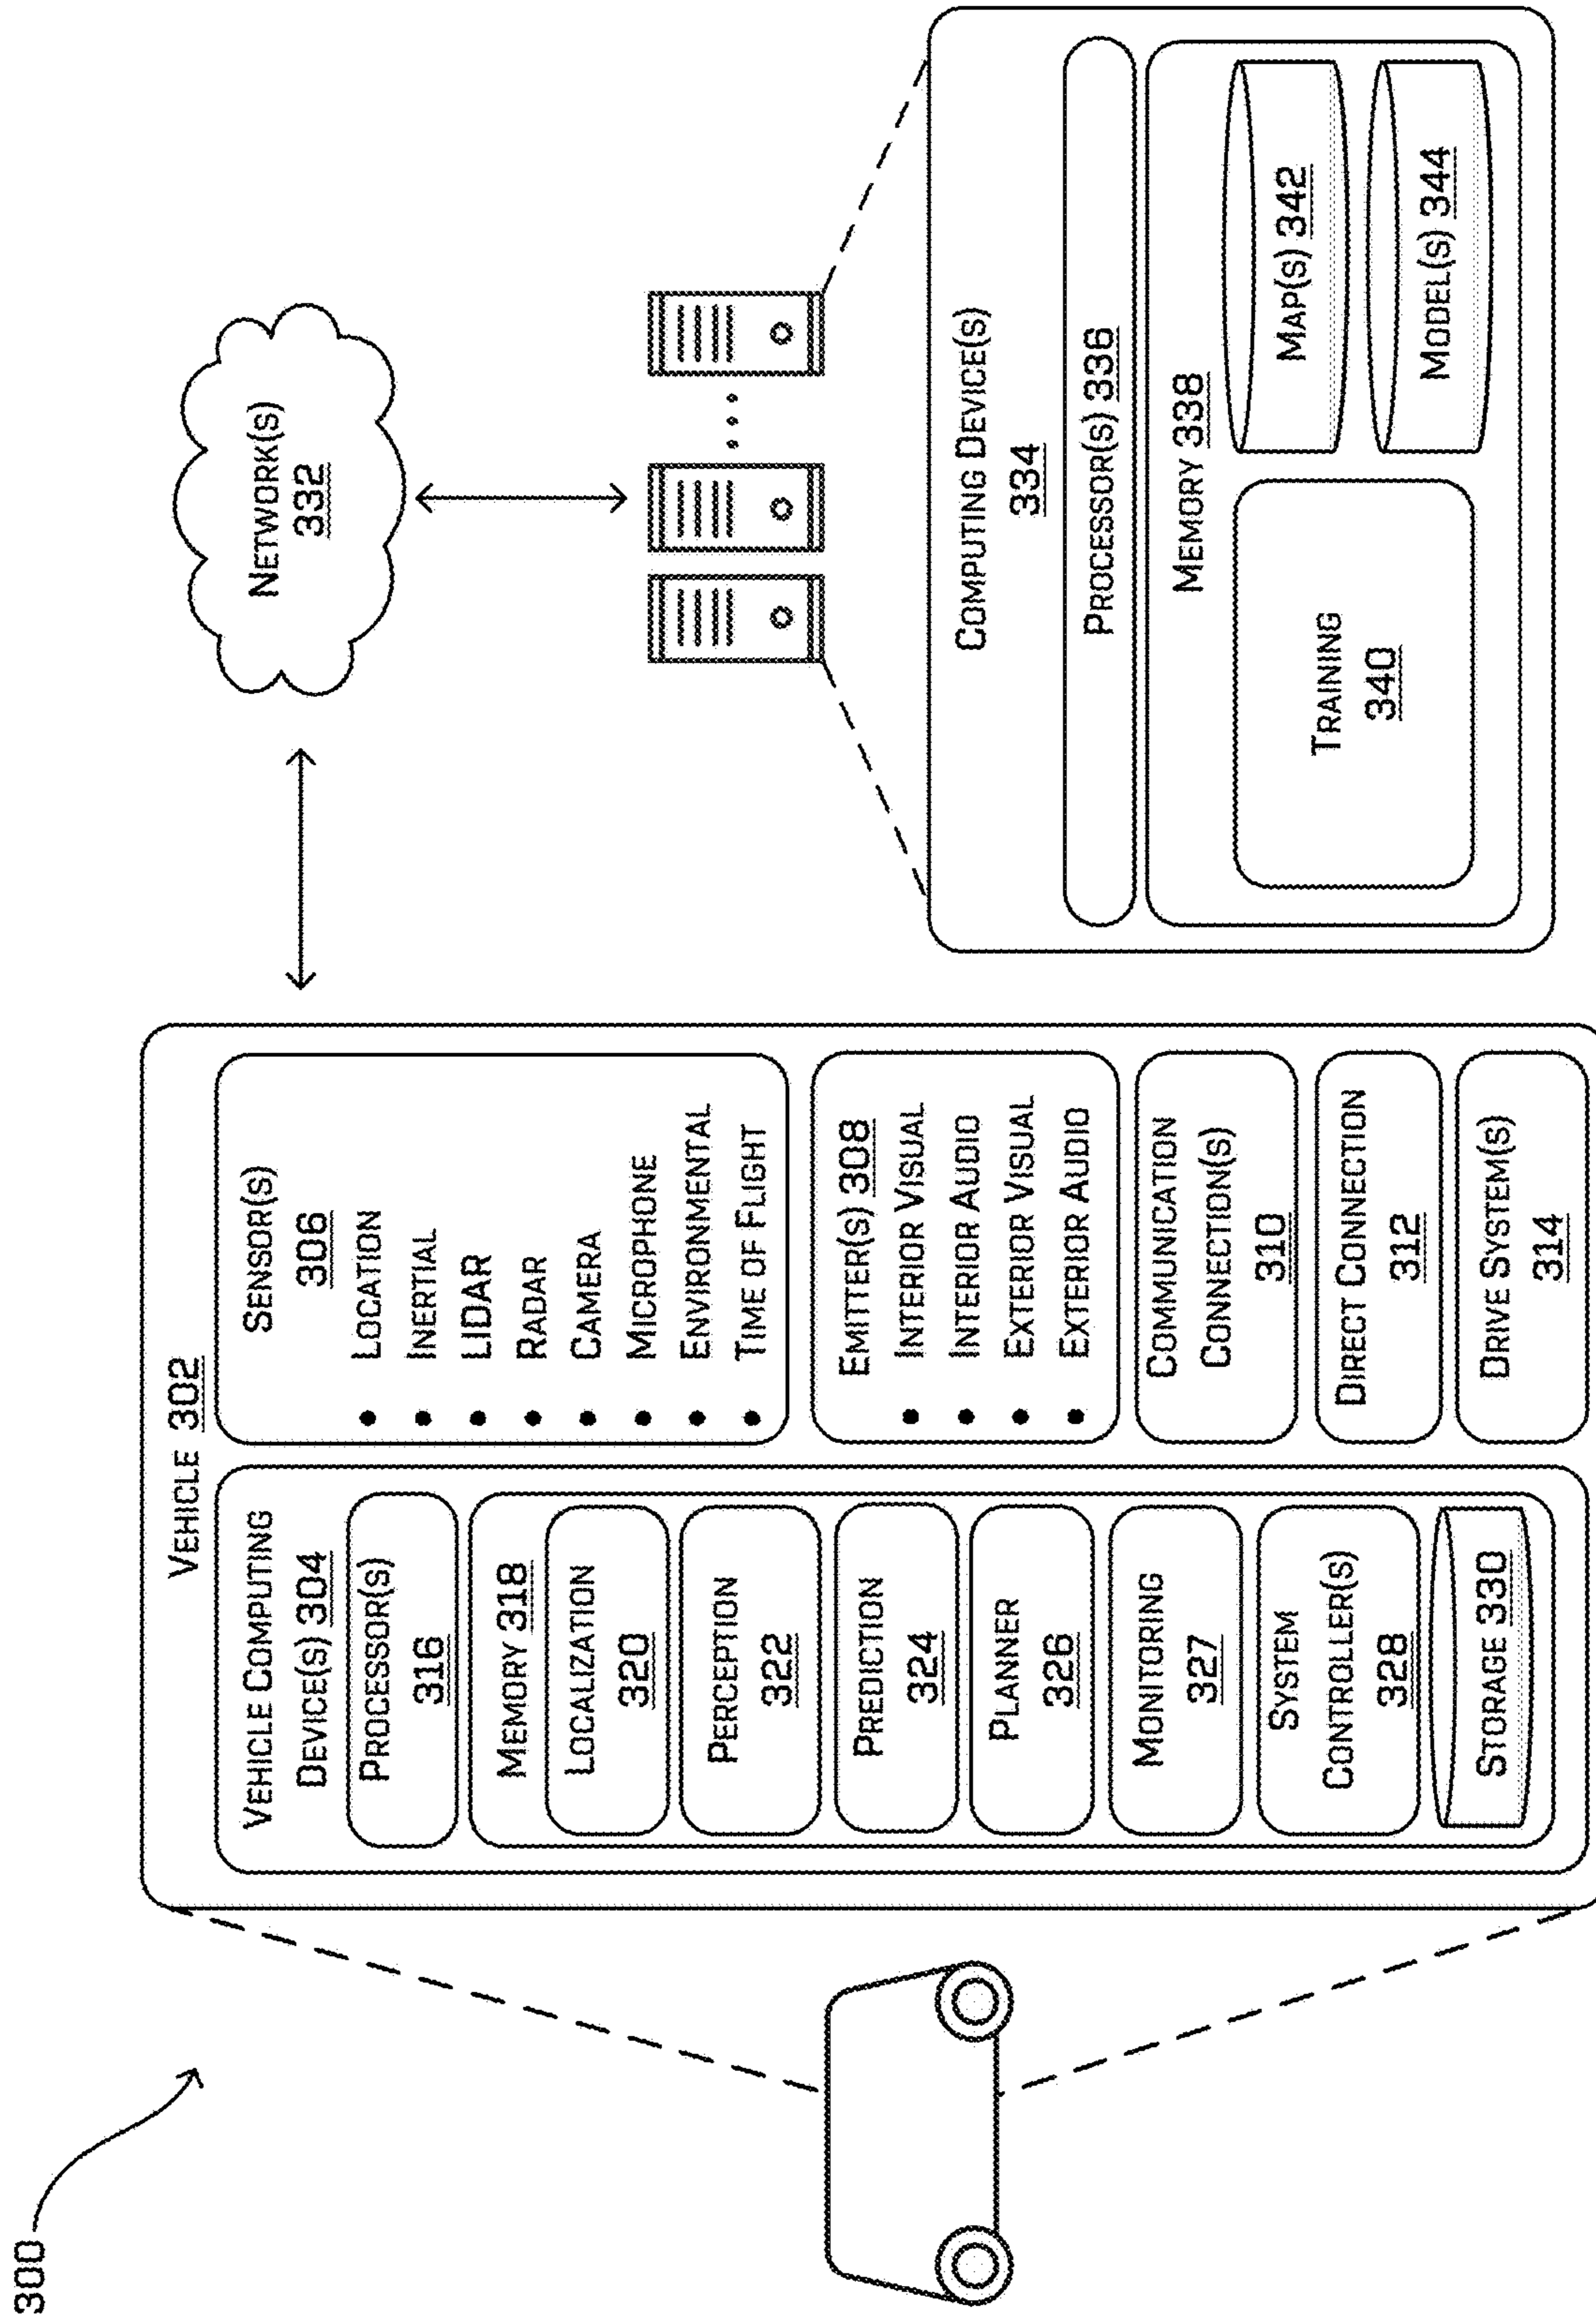 300
VEHICLE 302
VEHICLE COMPUTING
DEVICE(S) 304
PROCESSOR(S)
316
MEMORY 318
LOCALIZATION
320
PERCEPTION
322
PREDICTION
324
PLANNER
326
MONITORING
327
SYSTEM
CONTROLLER(S)
328
STORAGE 330
SENSOR(S)
306
• LOCATION
• INERTIAL
• LIDAR
• RADAR
• CAMERA
• MICROPHONE
• ENVIRONMENTAL
• TIME OF FLIGHT
EMITTER(S) 308
• INTERIOR VISUAL
• INTERIOR AUDIO
• EXTERIOR VISUAL
• EXTERIOR AUDIO
COMMUNICATION
CONNECTION(S)
310
DIRECT CONNECTION
312
DRIVE SYSTEM(S)
314
NETWORK(S)
332
COMPUTING DEVICE(S)
334
PROCESSOR(S) 336
MEMORY 338
TRAINING
340
MAP(S) 342
MODEL(S) 344